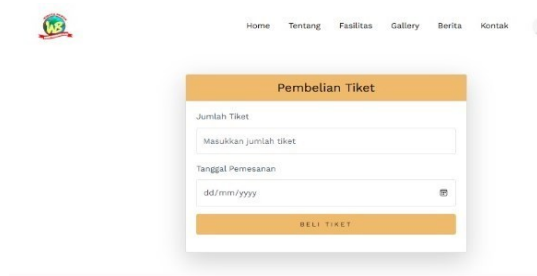 WB
Home Tentang Fasilitas Gallery Berita Kontak
Pembelian Tiket
Jumlah Tiket
Masukkan jumlah tiket
Tanggal Pemesanan
dd/mm/yyyy
BELI TIKET